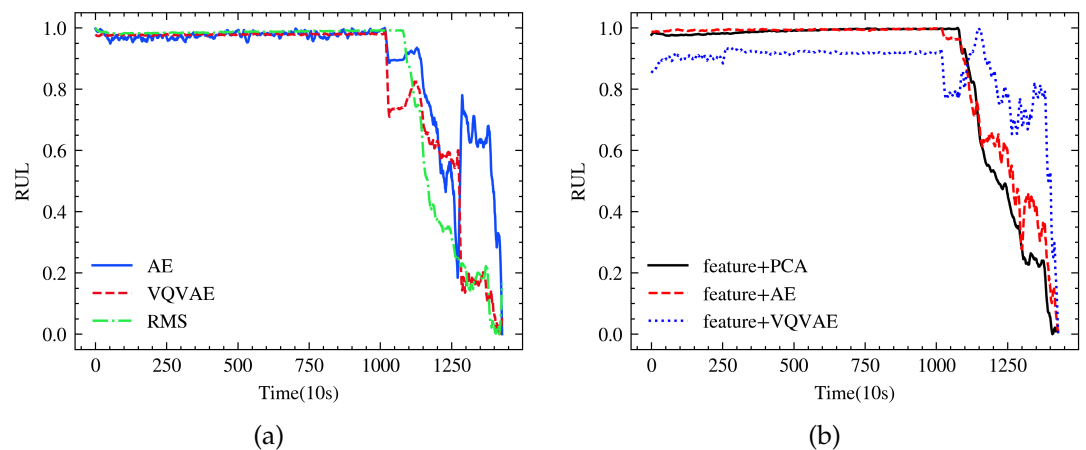 1.0
0.8
0.6
0.4
0.2
0.0
RUL
AE
VQVAE
RMS
0 250 500 750 1000 1250
Time(10s)
(a)
1.0
0.8
0.6
0.4
0.2
0.0
RUL
feature+PCA
feature+AE
feature+VQVAE
0 250 500 750 1000 1250
Time(10s)
(b)